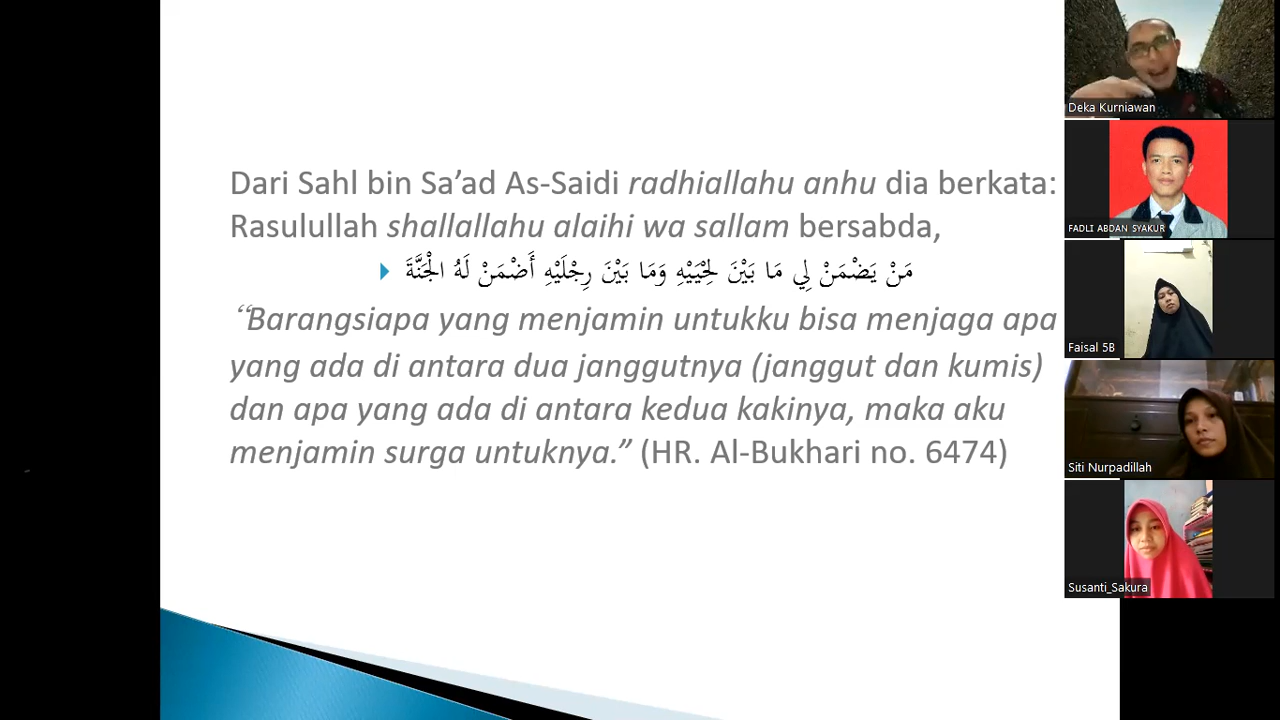 Dari Sahl bin Sa’ad As-Saidi radhiallahu anhu dia berkata:
Rasulullah shallallahu alaihi wa sallam bersabda,
مَنْ يَضْمَنْ لِي مَا بَيْنَ لِحْيَيْهِ وَمَا بَيْنَ رِجْلَيْهِ أَضْمَنْ لَهُ الْجَنَّةَ
“Barangsiapa yang menjamin untukku bisa menjaga apa
yang ada di antara dua janggutnya (janggut dan kumis)
dan apa yang ada di antara kedua kakinya, maka aku
menjamin surga untuknya.” (HR. Al-Bukhari no. 6474)
Deka Kurniawan
FADLI ABDAN SYAKUR
Faisal 5B
Siti Nurpadillah
Susanti_Sakura